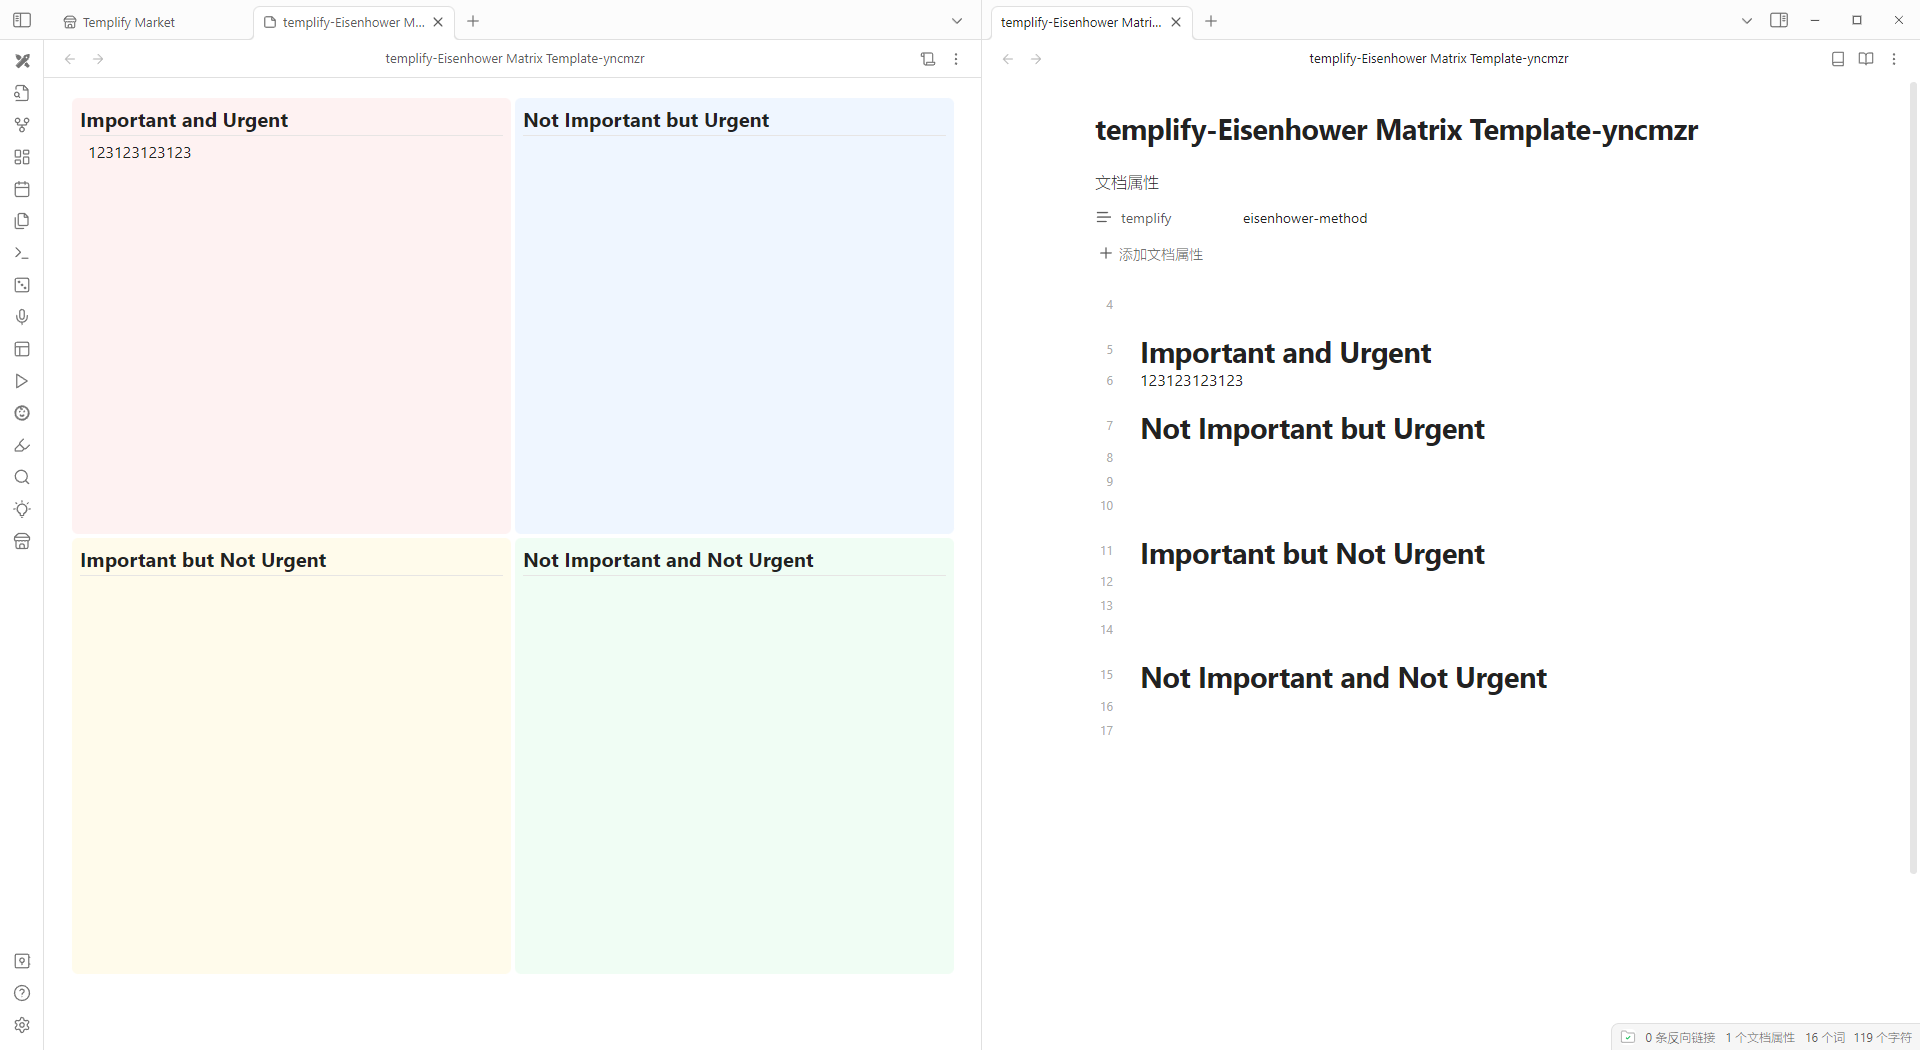 Templify Market
templify-Eisenhower M...
templify-Eisenhower Matri...
templify-Eisenhower Matrix Template-yncmzr
Important and Urgent
123123123123
Not Important but Urgent
Important but Not Urgent
Not Important and Not Urgent
templify-Eisenhower Matrix Template-yncmzr
templify-Eisenhower Matrix Template-yncmzr
文档属性
templify eisenhower-method
添加文档属性
4
5 Important and Urgent
6 123123123123
7 Not Important but Urgent
8
9
10
11 Important but Not Urgent
12
13
14
15 Not Important and Not Urgent
16
17
0 条反向链接 1 个文档属性 16 个词 119 个字符